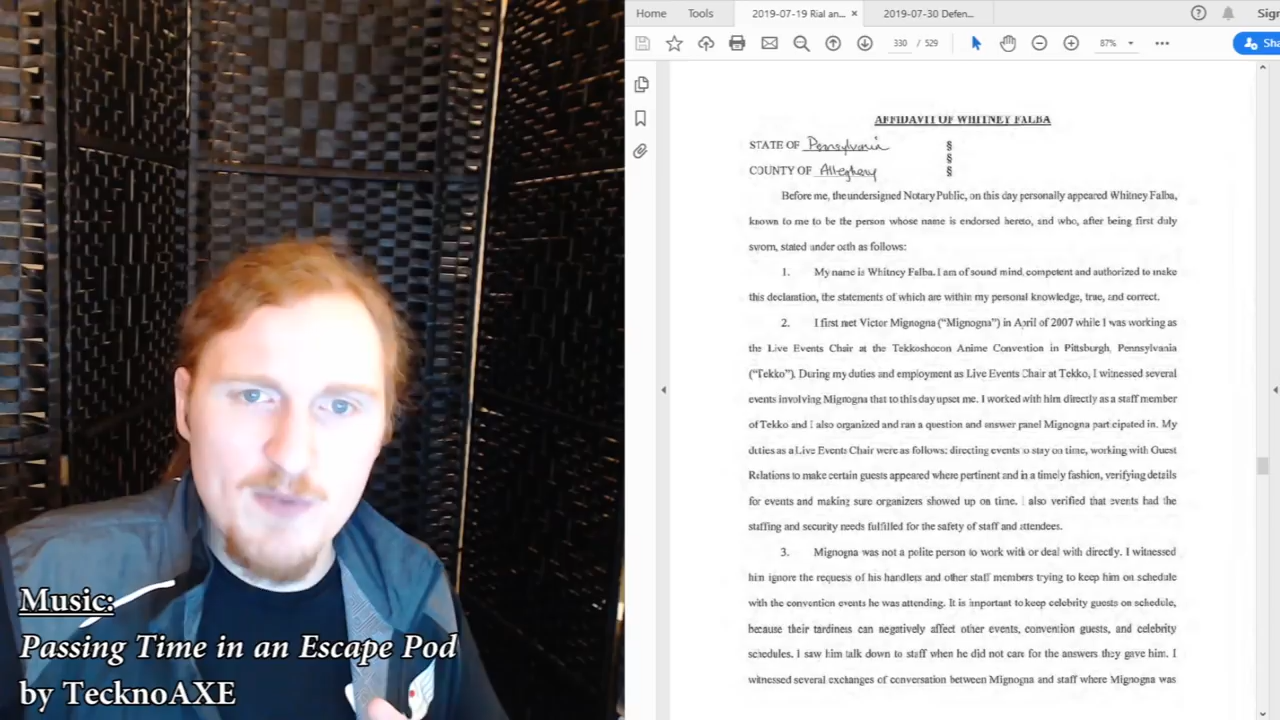 Home Tools 2019-07-19 Rial an... × 2019-07-30 Defen... Sign
330 / 529 87% Sha
AFFIDAVIT OF WHITNEY FALBA
STATE OF Pennsylvania §
§
COUNTY OF Allegheny §
Before me, the undersigned Notary Public, on this day personally appeared Whitney Falba,
known to me to be the person whose name is endorsed hereto, and who, after being first duly
sworn, stated under oath as follows:
1. My name is Whitney Falba. I am of sound mind, competent and authorized to make
this declaration, the statements of which are within my personal knowledge, true, and correct.
2. I first met Victor Mignogna ("Mignogna") in April of 2007 while I was working as
the Live Events Chair at the Tekkoshocon Anime Convention in Pittsburgh, Pennsylvania
("Tekko"). During my duties and employment as Live Events Chair at Tekko, I witnessed several
events involving Mignogna that to this day upset me. I worked with him directly as a staff member
of Tekko and I also organized and ran a question and answer panel Mignogna participated in. My
duties as a Live Events Chair were as follows: directing events to stay on time, working with Guest
Relations to make certain guests appeared where pertinent and in a timely fashion, verifying details
for events and making sure organizers showed up on time. I also verified that events had the
staffing and security needs fulfilled for the safety of staff and attendees.
3. Mignogna was not a polite person to work with or deal with directly. I witnessed
him ignore the requests of his handlers and other staff members trying to keep him on schedule
with the convention events he was attending. It is important to keep celebrity guests on schedule,
because their tardiness can negatively affect other events, convention guests, and celebrity
schedules. I saw him talk down to staff when he did not care for the answers they gave him. I
witnessed several exchanges of conversation between Mignogna and staff where Mignogna was
Music:
Passing Time in an Escape Pod
by TecknoAXE